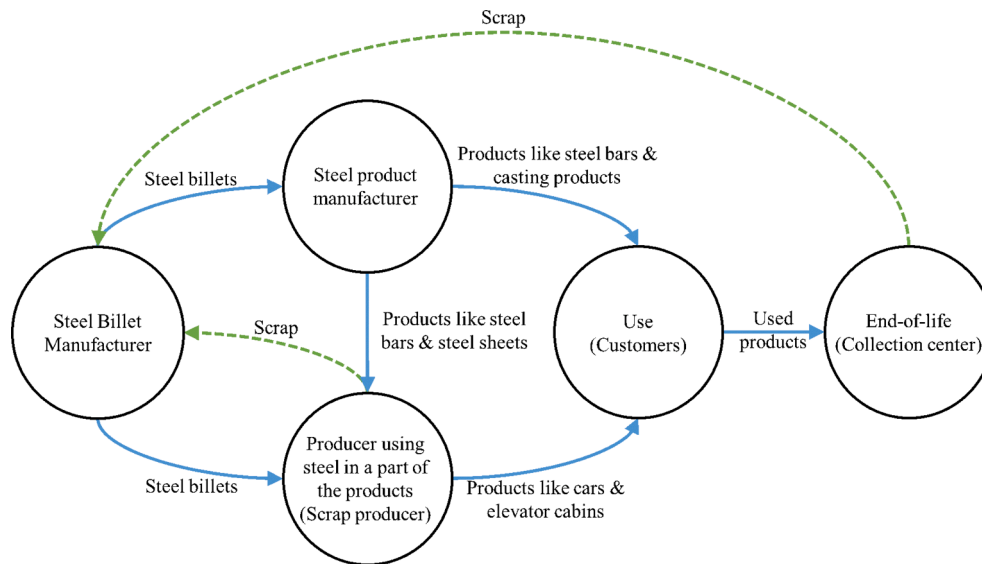 Scrap
Products like steel bars &
casting products
Steel billets
Steel product
manufacturer
Steel Billet
Manufacturer
Scrap
Products like steel
bars & steel sheets
Use
(Customers)
Used
products
End-of-life
(Collection center)
Steel billets
Producer using
steel in a part of
the products
(Scrap producer)
Products like cars &
elevator cabins